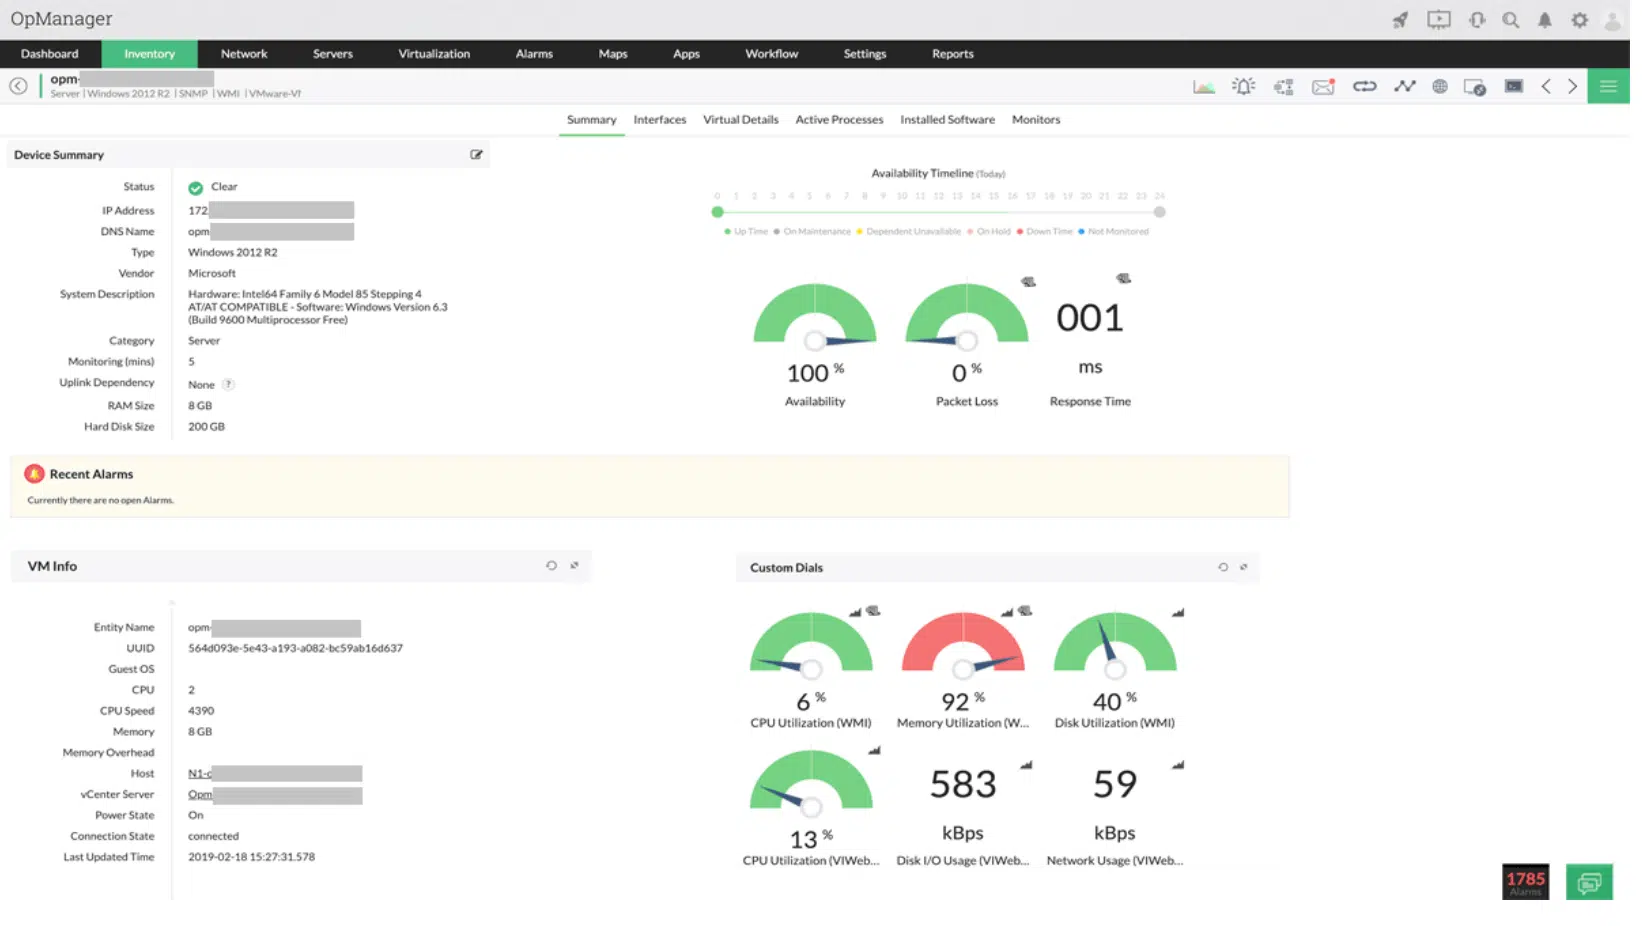 OpManager
Dashboard Inventory Network Servers Virtualization Alarms Maps Apps Workflow Settings Reports
opm-
Server | Windows 2012 R2 | SNMP | WMI | VMware-VM
Summary Interfaces Virtual Details Active Processes Installed Software Monitors
Device Summary
Status Clear
IP Address 172.
DNS Name opm
Type Windows 2012 R2
Vendor Microsoft
System Description Hardware: Intel64 Family 6 Model 85 Stepping 4
AT/AT COMPATIBLE - Software: Windows Version 6.3
(Build 9600 Multiprocessor Free)
Category Server
Monitoring (mins) 5
Uplink Dependency None ?
RAM Size 8 GB
Hard Disk Size 200 GB
Availability Timeline (Today)
0 1 2 3 4 5 6 7 8 9 10 11 12 13 14 15 16 17 18 19 20 21 22 23 24
Up Time On Maintenance Dependent Unavailable On Hold Down Time Not Monitored
100 % 0 % 001
ms
Availability Packet Loss Response Time
Recent Alarms
Currently there are no open Alarms.
VM Info
Entity Name opm-
UUID 564d093e-5e43-a193-a082-bc59ab16d637
Guest OS
CPU 2
CPU Speed 4390
Memory 8 GB
Memory Overhead
Host N1-
vCenter Server Opm
Power State On
Connection State connected
Last Updated Time 2019-02-18 15:27:31.578
Custom Dials
6 % 92 % 40 %
CPU Utilization (WMI) Memory Utilization (W... Disk Utilization (WMI)
13 % 583 kBps 59 kBps
CPU Utilization (VIWeb... Disk I/O Usage (VIWeb... Network Usage (VIWeb...
1785
Alarms